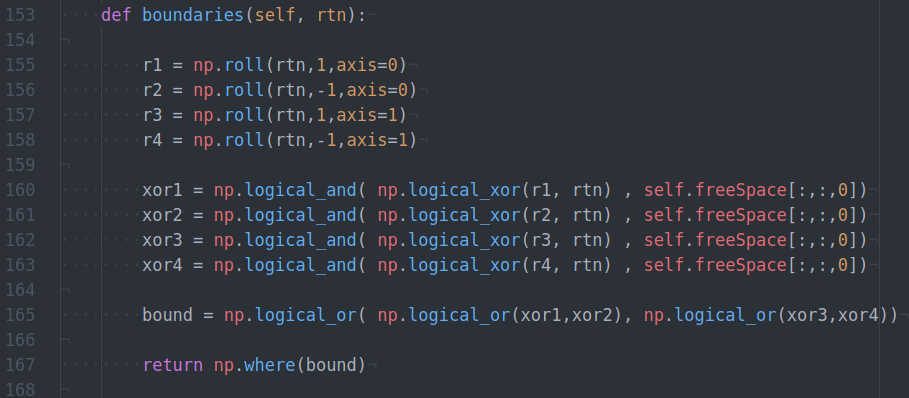 153 def boundaries(self, rtn):
154
155 r1 = np.roll(rtn,1,axis=0)
156 r2 = np.roll(rtn,-1,axis=0)
157 r3 = np.roll(rtn,1,axis=1)
158 r4 = np.roll(rtn,-1,axis=1)
159
160 xor1 = np.logical_and( np.logical_xor(r1, rtn) , self.freeSpace[:,:,0])
161 xor2 = np.logical_and( np.logical_xor(r2, rtn) , self.freeSpace[:,:,0])
162 xor3 = np.logical_and( np.logical_xor(r3, rtn) , self.freeSpace[:,:,0])
163 xor4 = np.logical_and( np.logical_xor(r4, rtn) , self.freeSpace[:,:,0])
164
165 bound = np.logical_or( np.logical_or(xor1,xor2), np.logical_or(xor3,xor4))
166
167 return np.where(bound)
168